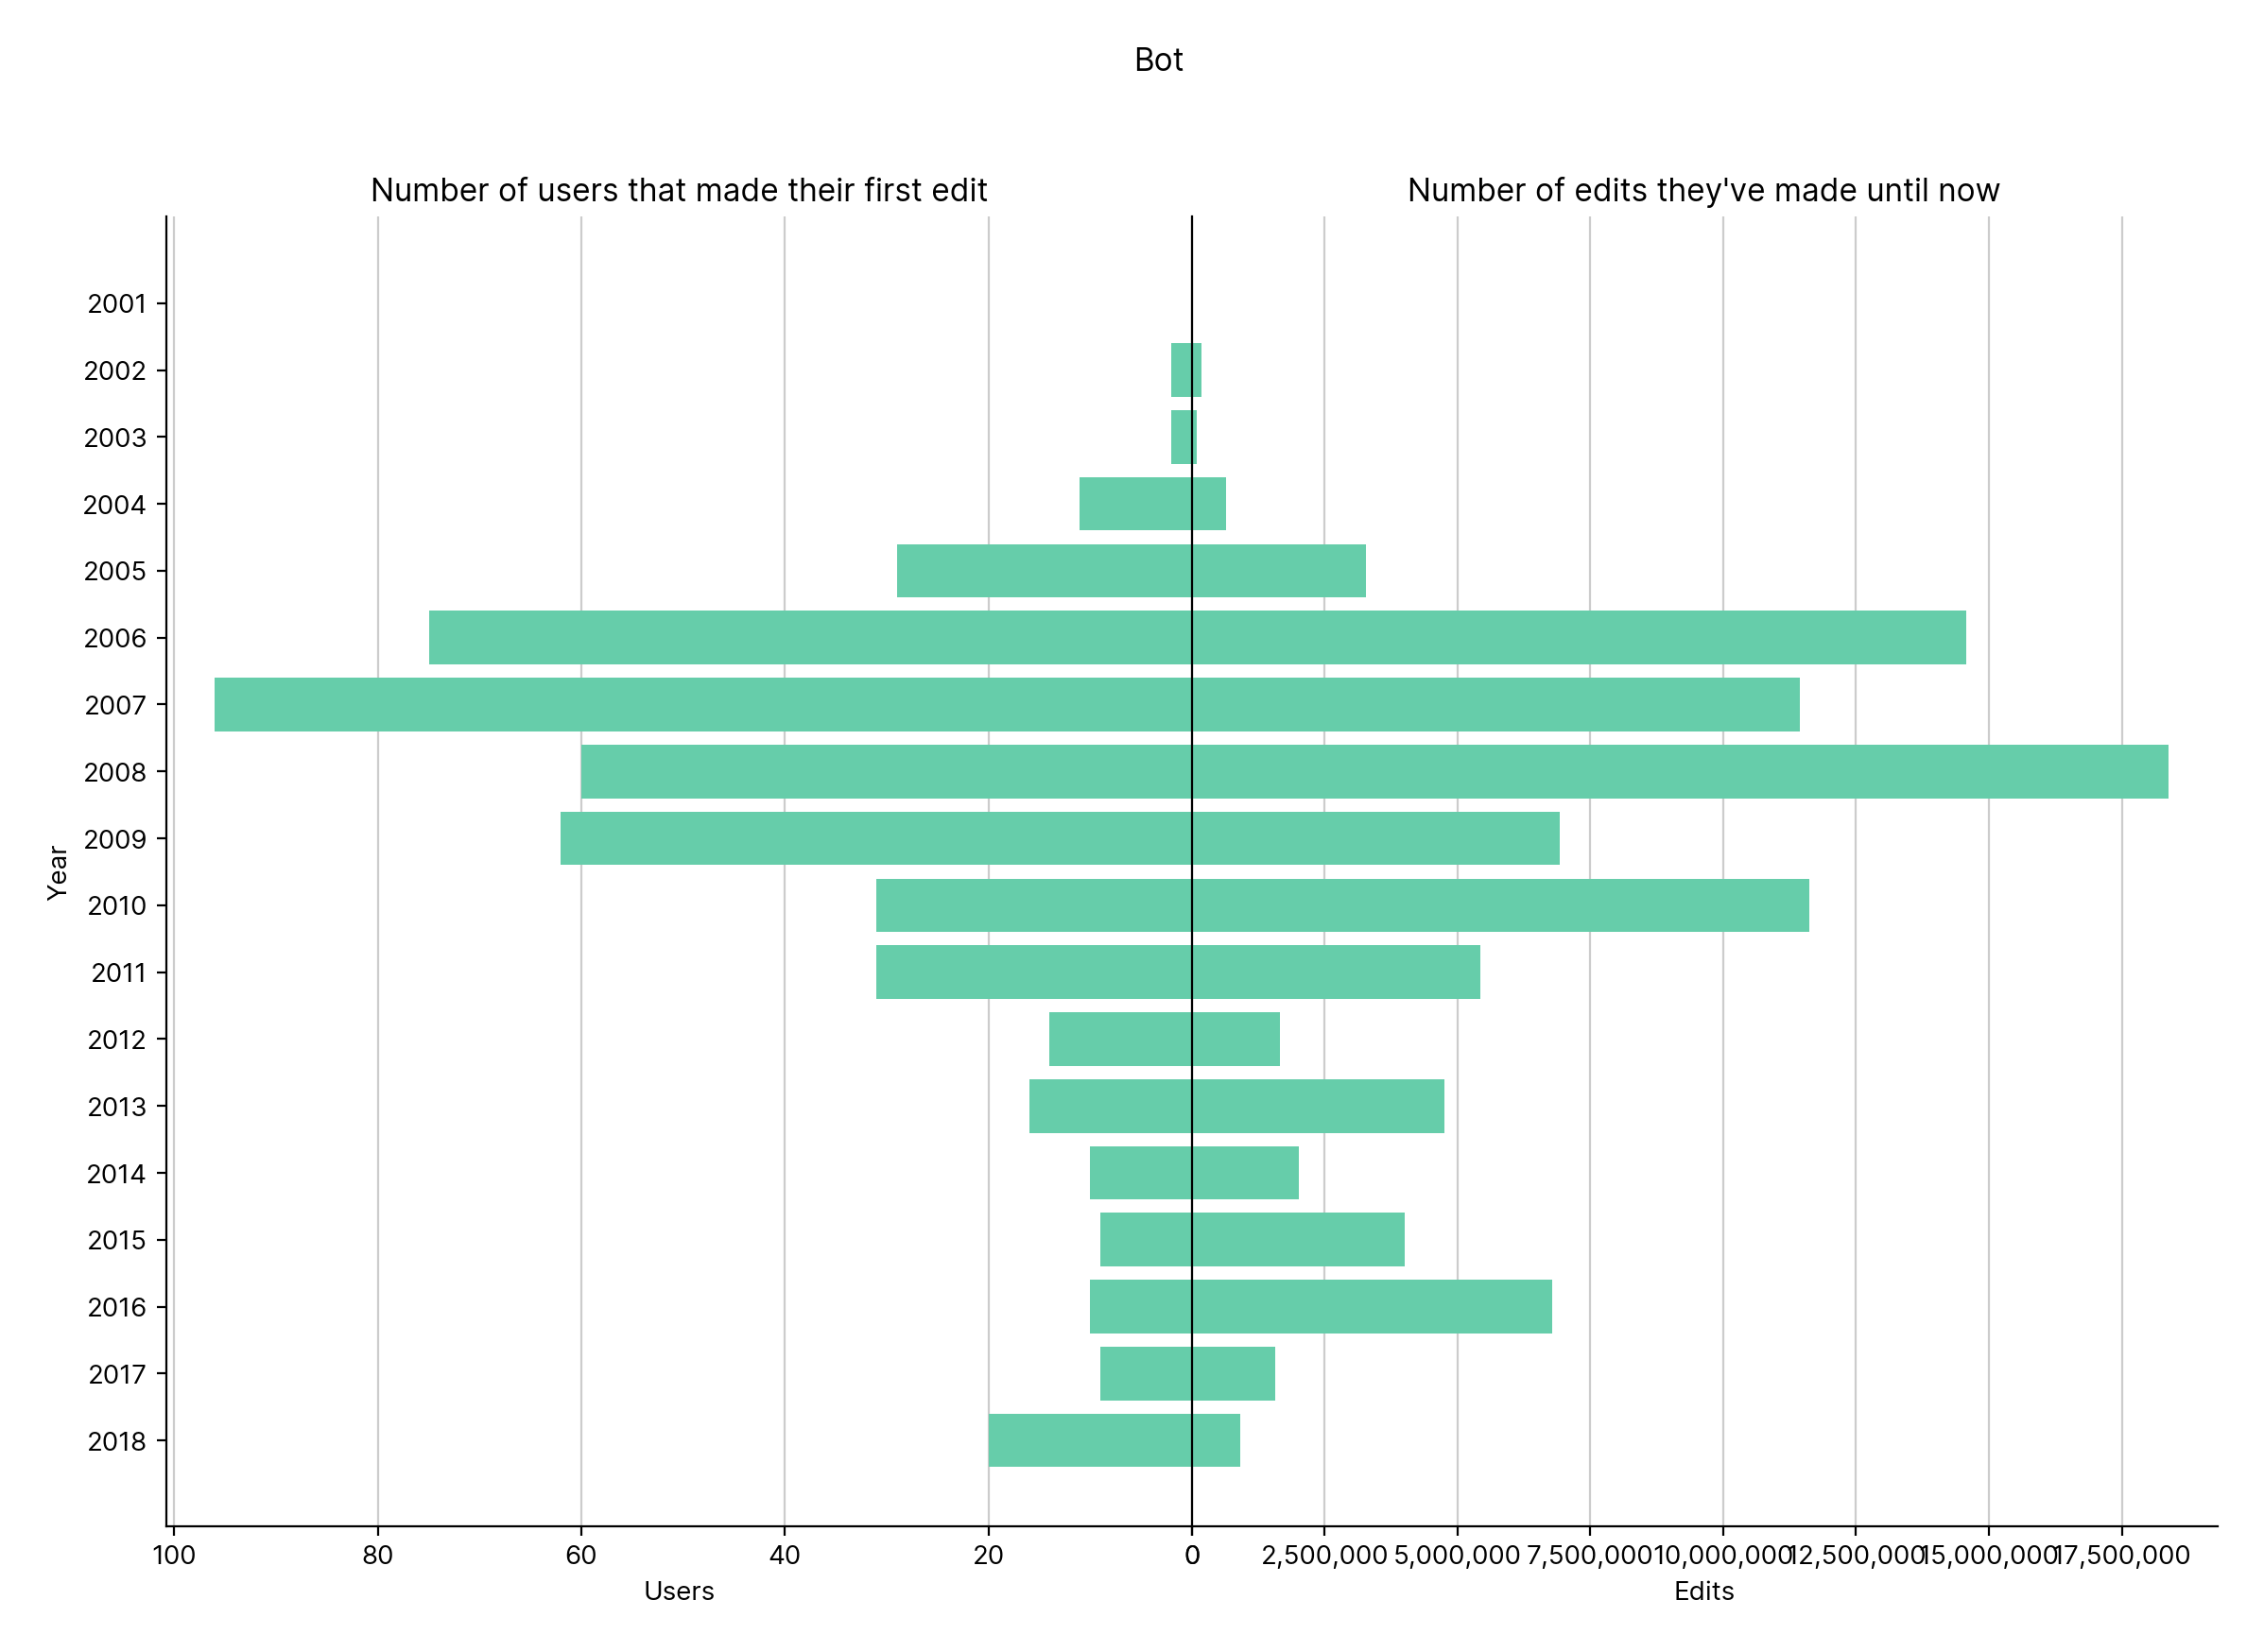 Bot
Number of users that made their first edit
Number of edits they've made until now
2001
2002
2003
2004
2005
2006
2007
2008
2009
2010
2011
2012
2013
2014
2015
2016
2017
2018
Year
100 80 60 40 20 0 2,500,000 5,000,000 7,500,000 10,000,000 12,500,000 15,000,000 17,500,000
Users
Edits